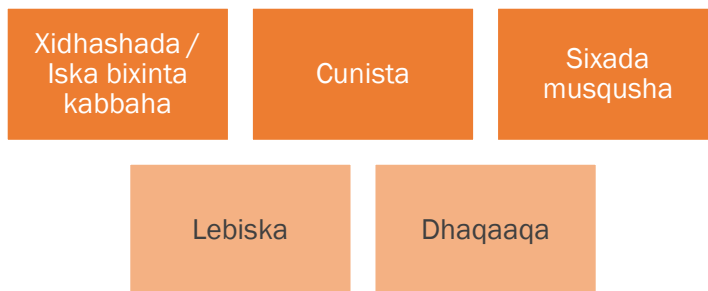 Xidhashada /
Iska bixinta
kabbaha
Cunista
Sixada
musqusha
Lebiska
Dhaqaaqa